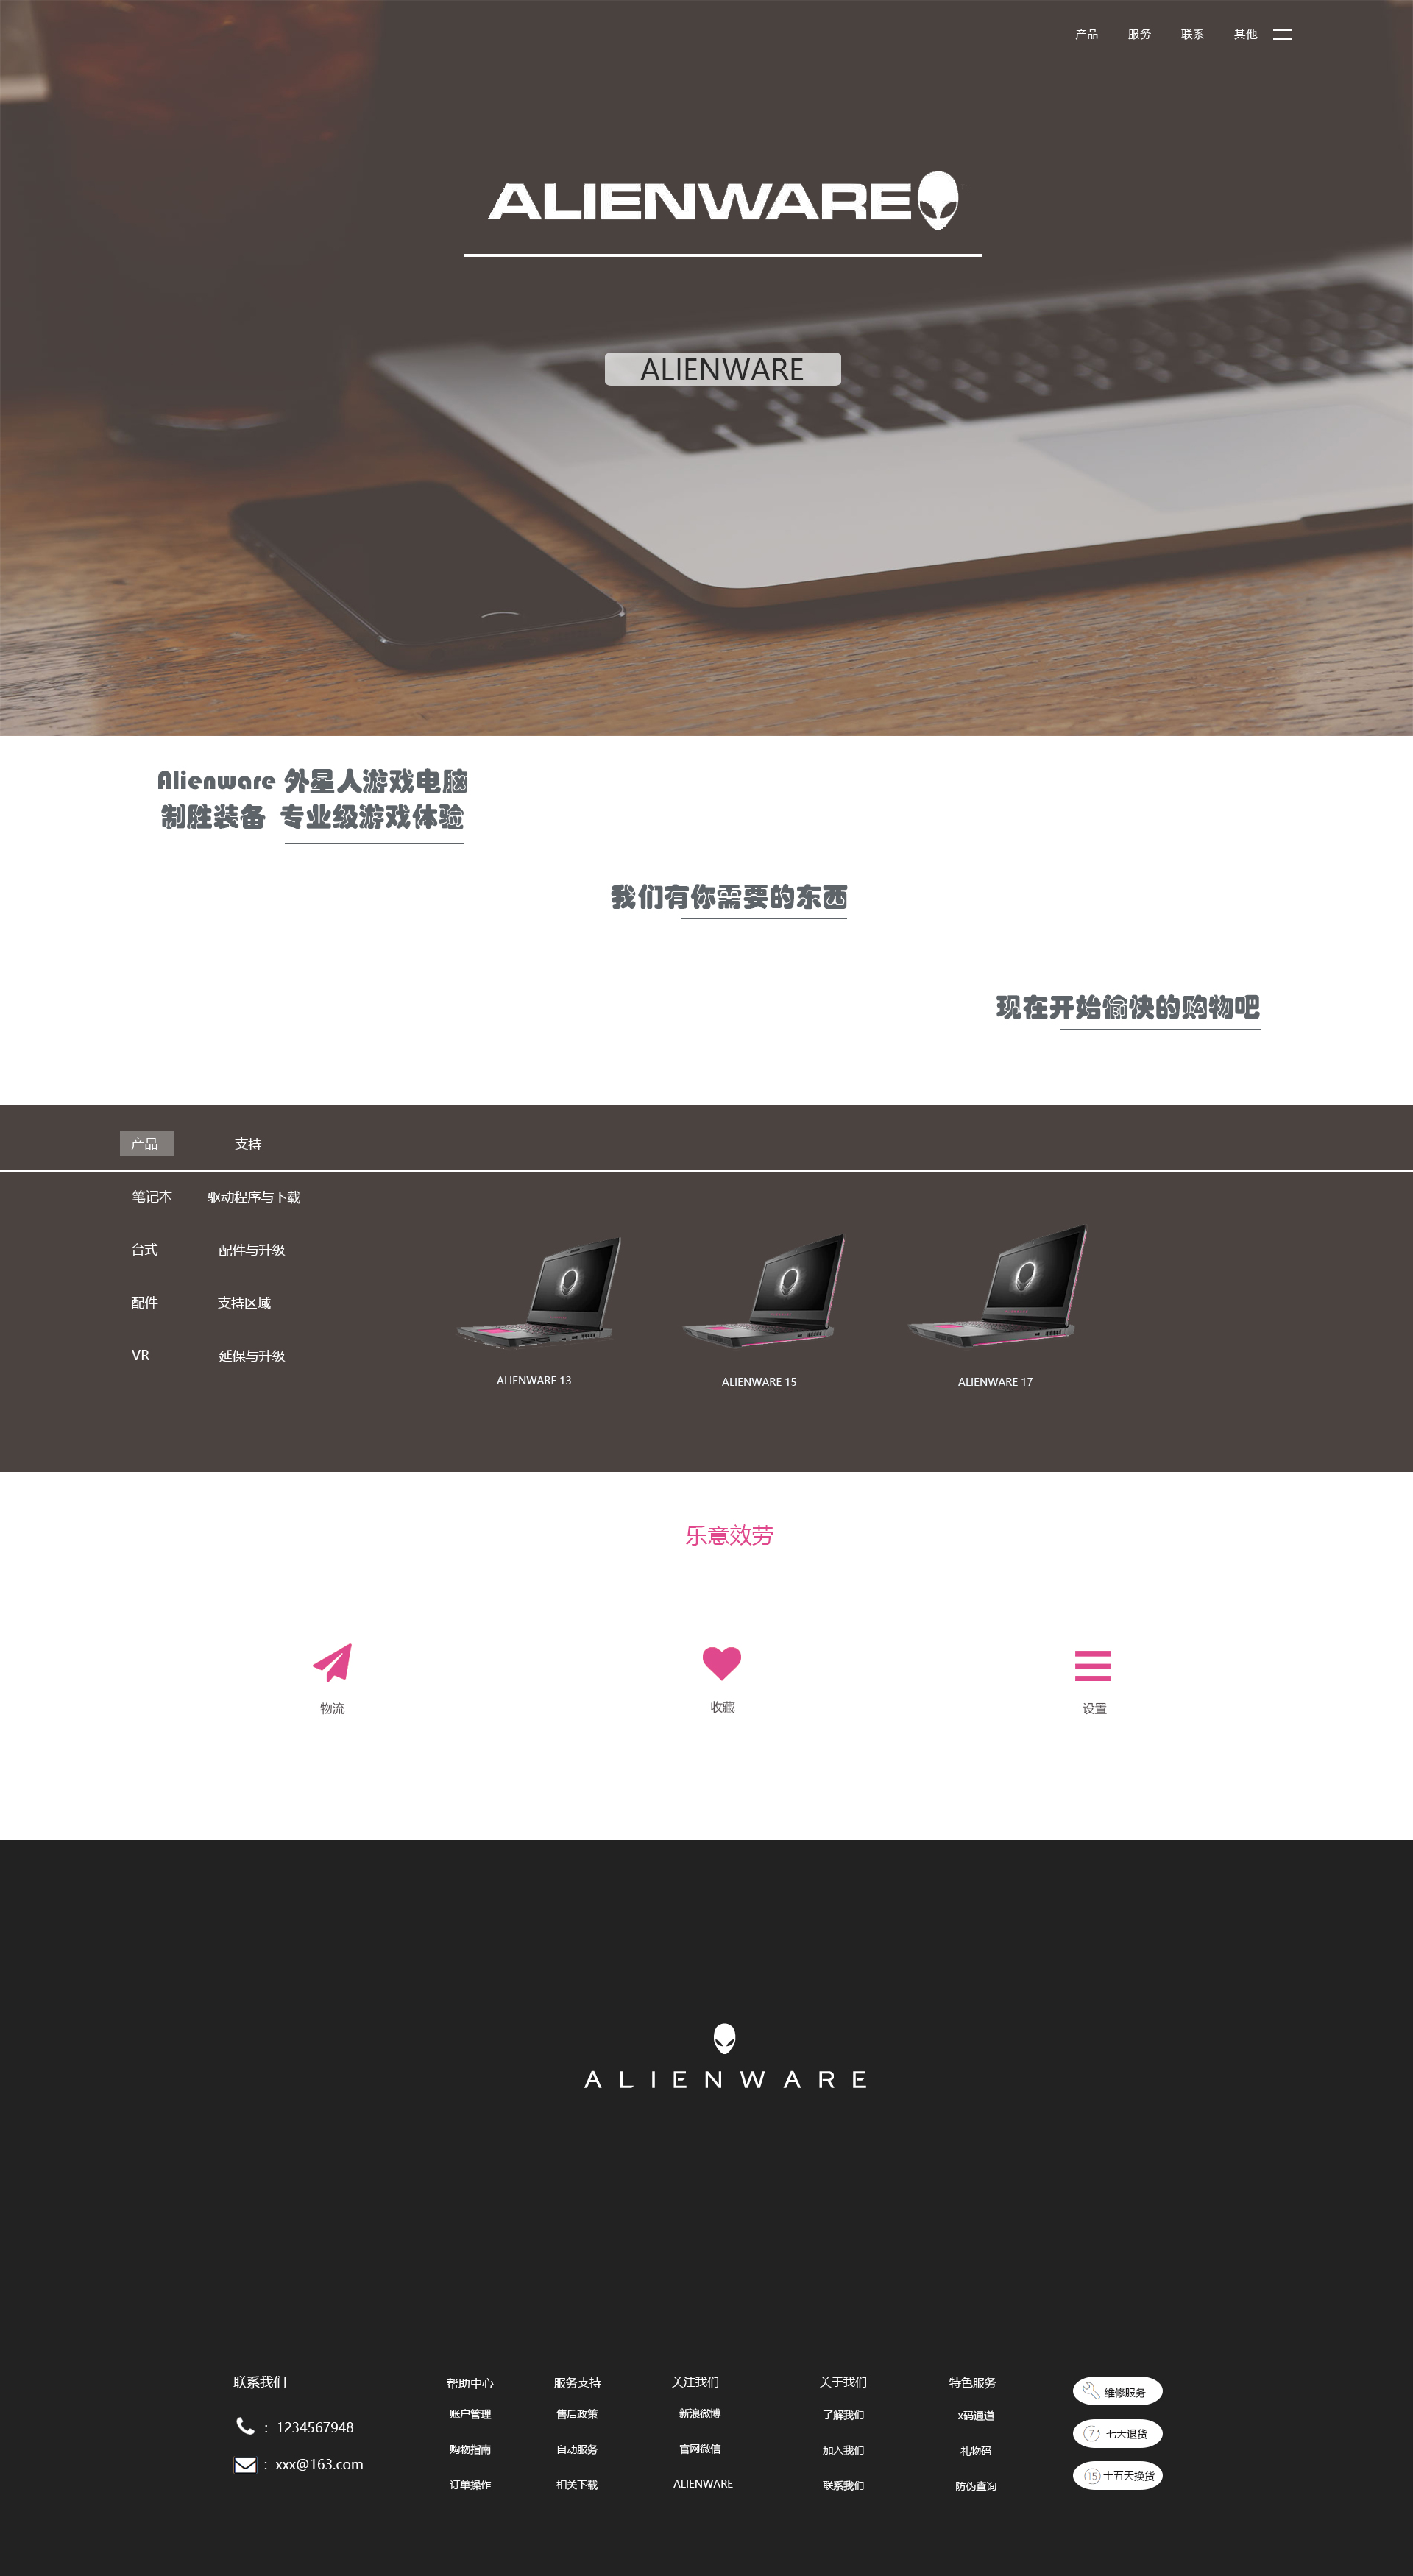 产品 服务 联系 其他
ALIENWARE
ALIENWARE
Alienware 外星人游戏电脑
制胜装备 专业级游戏体验
我们有你需要的东西
现在开始愉快的购物吧
产品 支持
笔记本 驱动程序与下载
台式 配件与升级
配件 支持区域
VR 延保与升级
ALIENWARE 13 ALIENWARE 15 ALIENWARE 17
乐意效劳
物流 收藏 设置
ALIENWARE
联系我们
: 1234567948
: xxx@163.com
帮助中心
账户管理
购物指南
订单操作
服务支持
售后政策
自动服务
相关下载
关注我们
新浪微博
官网微信
ALIENWARE
关于我们
了解我们
加入我们
联系我们
特色服务
x码通道
礼物码
防伪查询
维修服务
7 七天退货
15 十五天换货